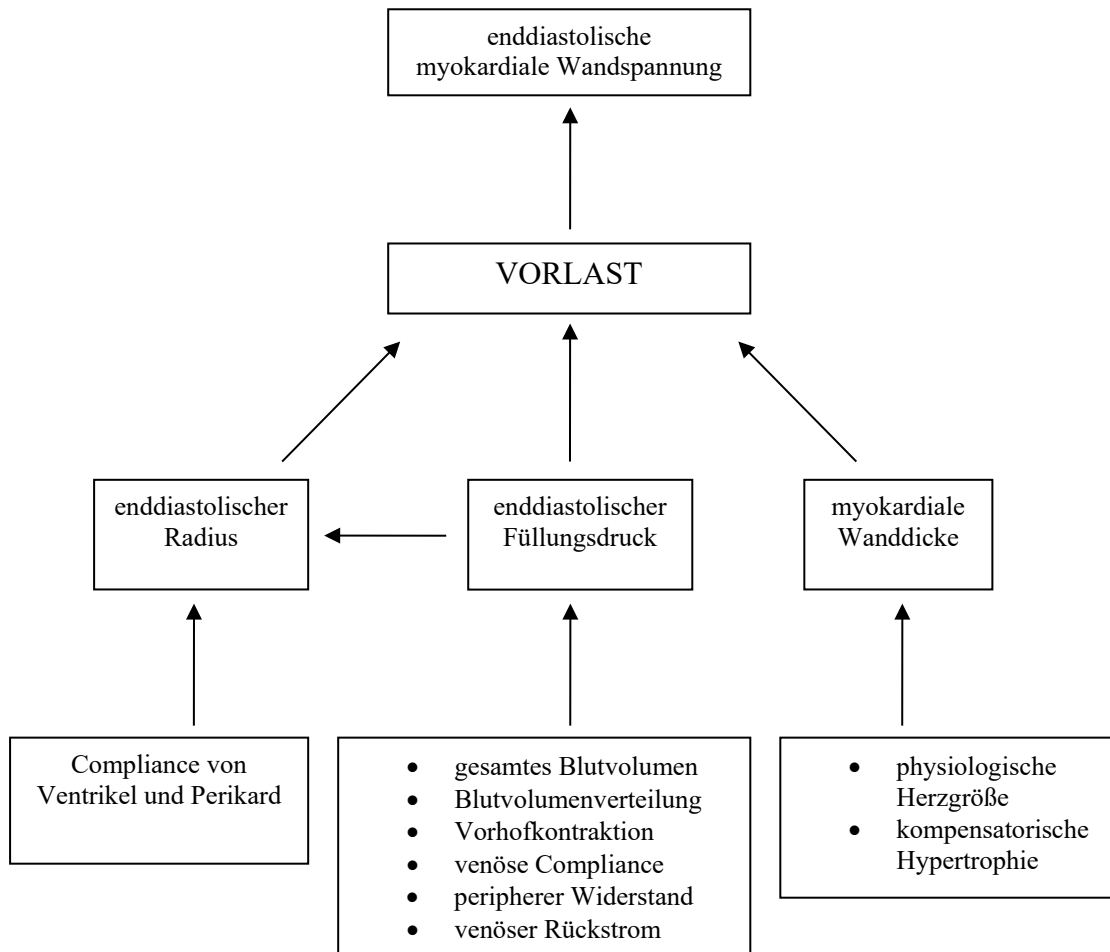 enddiastolische
myokardiale Wandspannung
VORLAST
enddiastolischer
Radius
enddiastolischer
Füllungsdruck
myokardiale
Wanddicke
Compliance von
Ventrikel und Perikard
• gesamtes Blutvolumen
• Blutvolumenverteilung
• Vorhofkontraktion
• venöse Compliance
• peripherer Widerstand
• venöser Rückstrom
• physiologische
Herzgröße
• kompensatorische
Hypertrophie